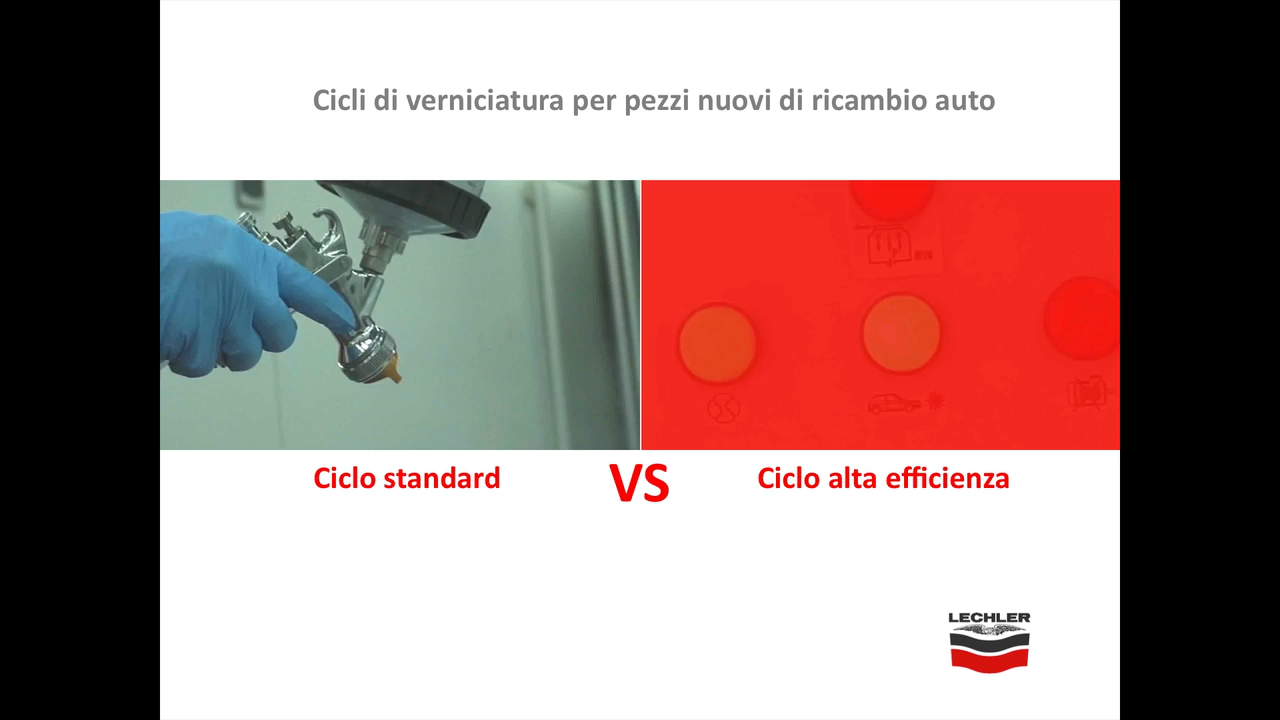 Cicli di verniciatura per pezzi nuovi di ricambio auto
Ciclo standard
VS
Ciclo alta efficienza
LECHLER